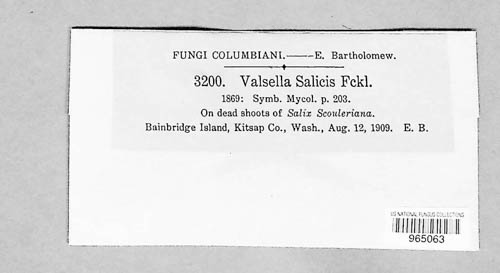 FUNGI COLUMBIANI.——E. Bartholomew.
3200. Valsella Salicis Fckl.
1869: Symb. Mycol. p. 203.
On dead shoots of Salix Scouleriana.
Bainbridge Island, Kitsap Co., Wash., Aug. 12, 1909. E. B.
US NATIONAL FUNGUS COLLECTIONS
965063